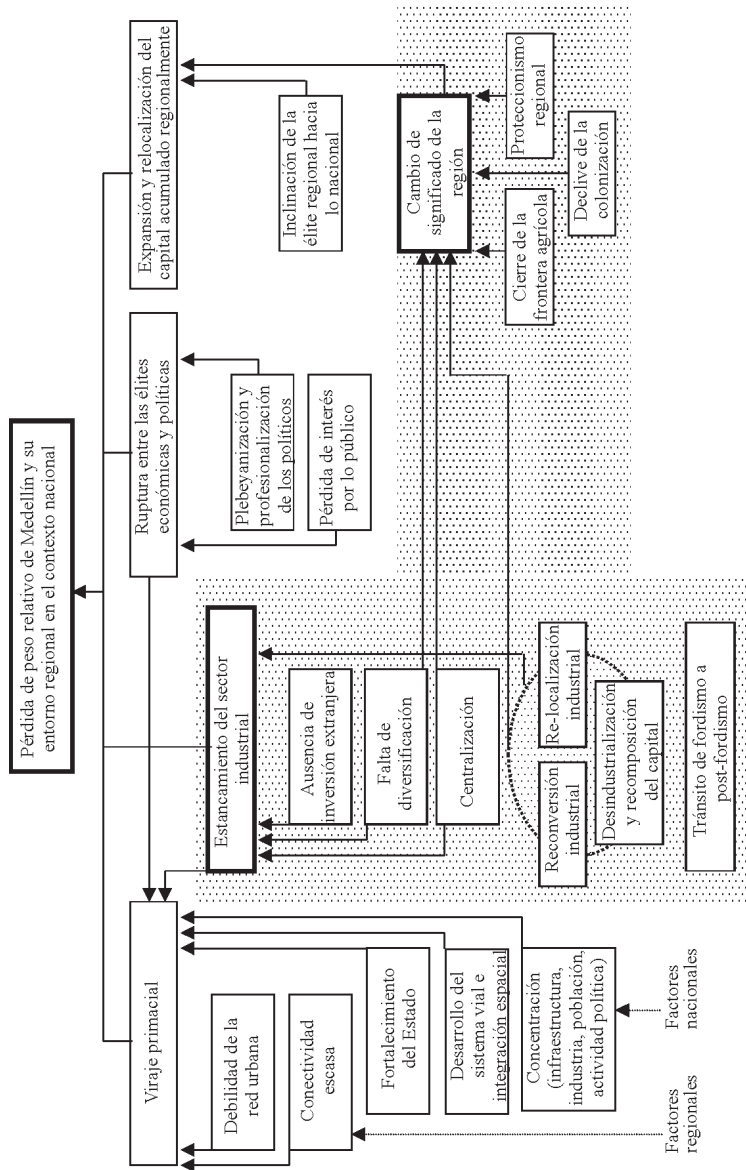 Pérdida de peso relativo de Medellín y su
entorno regional en el contexto nacional
Viraje primacial
Estancamiento del sector
industrial
Ruptura entre las élites
económicas y políticas
Expansión y relocalización del
capital acumulado regionalmente
Debilidad de la
red urbana
Conectividad
escasa
Fortalecimiento
del Estado
Desarrollo del
sistema vial e
integración espacial
Concentración
(infraestructura,
industria, población,
actividad política)
Factores
regionales
Factores
nacionales
Ausencia de
inversión extranjera
Falta de
diversificación
Centralización
Reconversión
industrial
Re-localización
industrial
Desindustrialización
y recomposición
del capital
Tránsito de fordismo a
post-fordismo
Plebeyanización y
profesionalización
de los políticos
Pérdida de interés
por lo público
Inclinación de la
élite regional hacia
lo nacional
Cambio de
significado de la
región
Cierre de la
frontera agrícola
Declive de la
colonización
Proteccionismo
regional